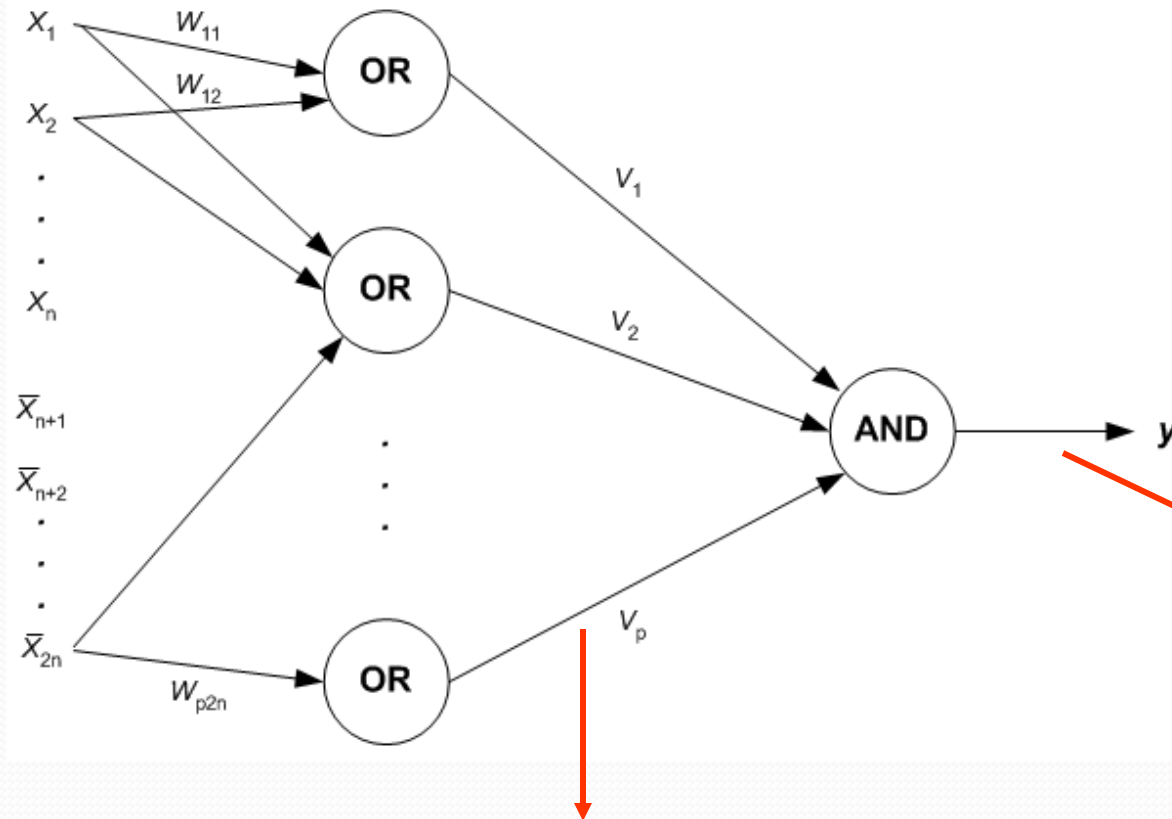 X₁
W₁₁
OR
W₁₂
X₂
.
.
.
V₁
Xₙ
OR
V₂
X̅ₙ₊₁
X̅ₙ₊₂
.
.
.
.
.
.
AND
y
X̅₂ₙ
Vₚ
OR
Wₚ₂ₙ